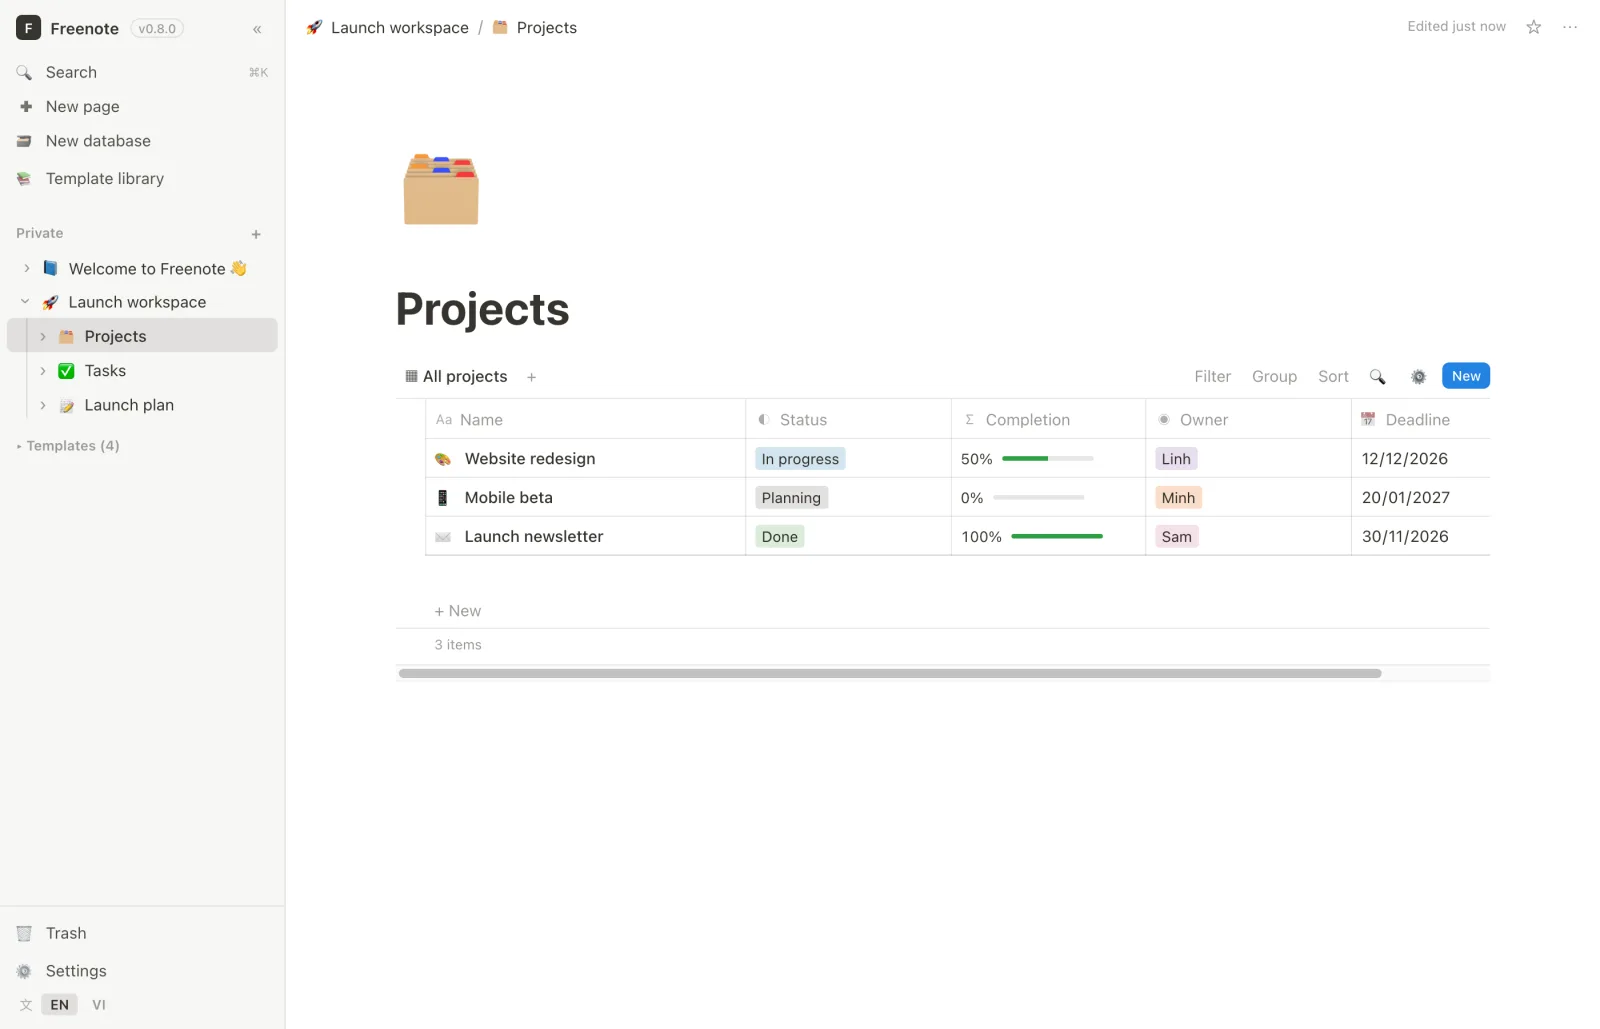 F Freenote v0.8.0 «
Search ⌘K
+ New page
New database
Template library
Private +
Welcome to Freenote 👋
Launch workspace
Projects
Tasks
Launch plan
Templates (4)
Trash
Settings
文 EN VI
Launch workspace / Projects
Edited just now
Projects
All projects +
Filter Group Sort New
Aa Name Status Σ Completion Owner Deadline
Website redesign In progress 50% Linh 12/12/2026
Mobile beta Planning 0% Minh 20/01/2027
Launch newsletter Done 100% Sam 30/11/2026
+ New
3 items